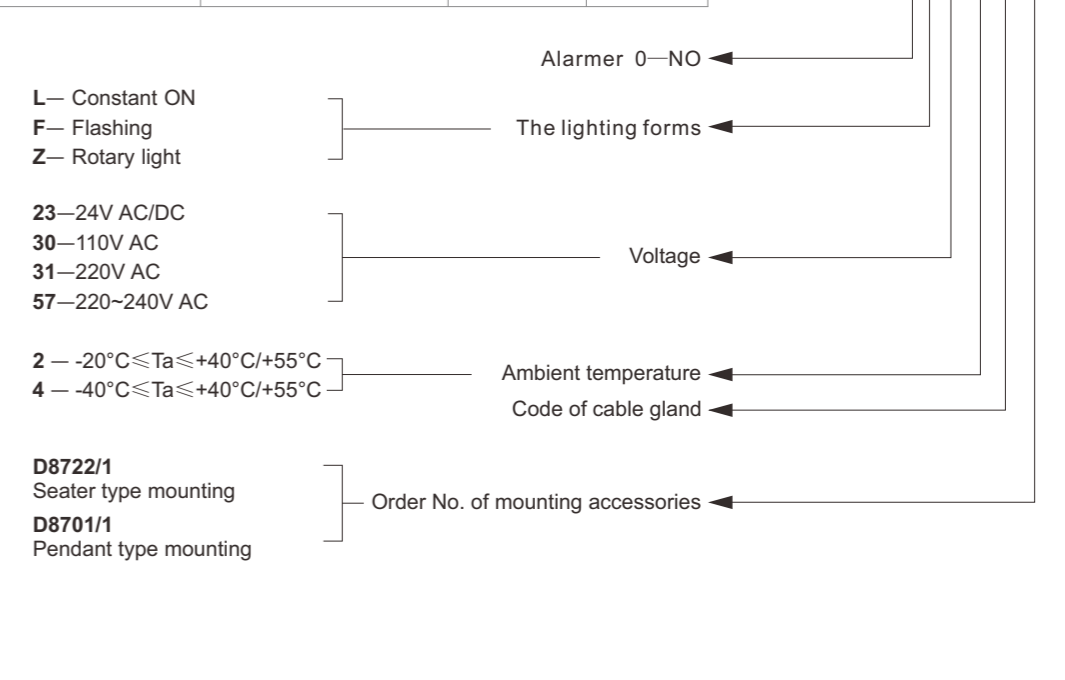 Alarmer 0—NO
L— Constant ON
F— Flashing
The lighting forms
Z— Rotary light
23—24V AC/DC
30—110V AC
Voltage
31—220V AC
57—220~240V AC
2 — -20°C≤Ta≤+40°C/+55°C
Ambient temperature
4 — -40°C≤Ta≤+40°C/+55°C
Code of cable gland
D8722/1
Seater type mounting
Order No. of mounting accessories
D8701/1
Pendant type mounting